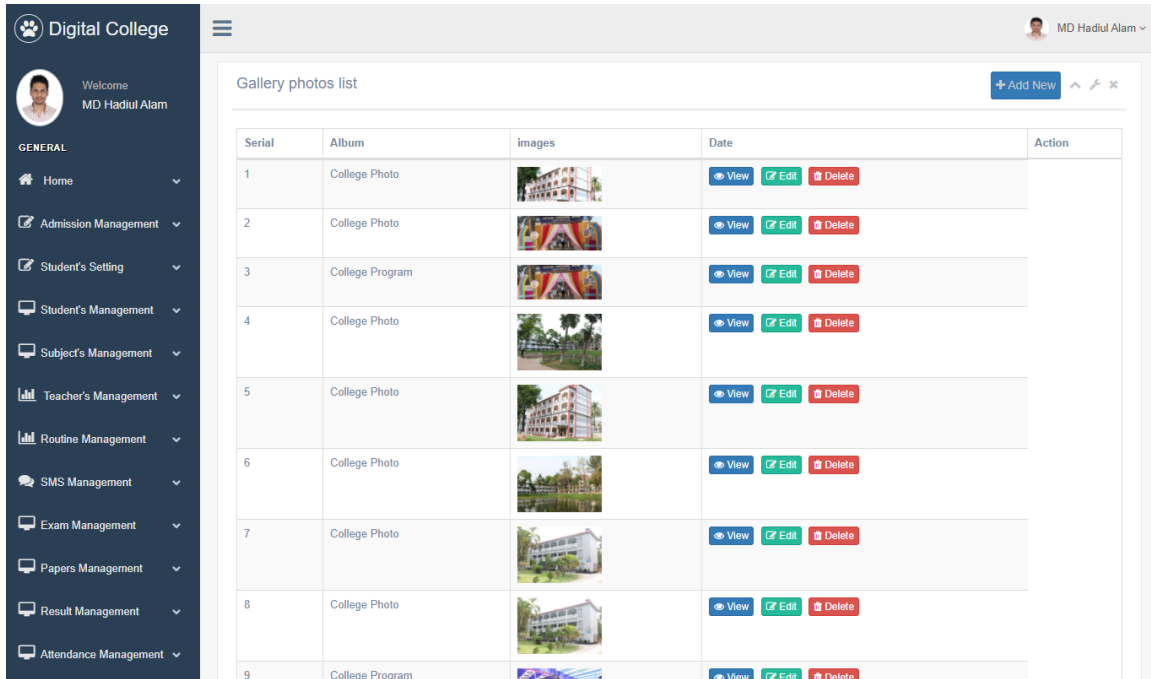 Digital College
MD Hadiul Alam
Welcome
MD Hadiul Alam
GENERAL
Home
Admission Management
Student's Setting
Student's Management
Subject's Management
Teacher's Management
Routine Management
SMS Management
Exam Management
Papers Management
Result Management
Attendance Management
Gallery photos list
Add New
Serial Album images Date Action
1 College Photo View Edit Delete
2 College Photo View Edit Delete
3 College Program View Edit Delete
4 College Photo View Edit Delete
5 College Photo View Edit Delete
6 College Photo View Edit Delete
7 College Photo View Edit Delete
8 College Photo View Edit Delete
9 College Program View Edit Delete